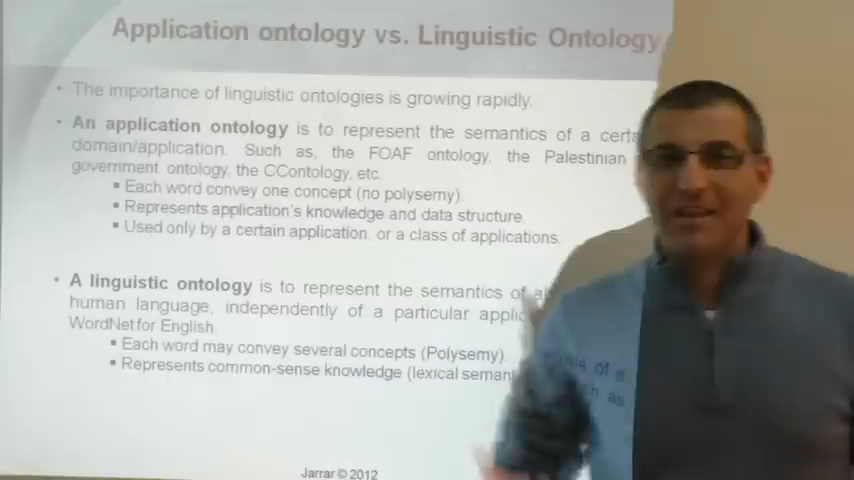 Application ontology vs. Linguistic Ontology
• The importance of linguistic ontologies is growing rapidly.
• An application ontology is to represent the semantics of a
domain/application. Such as, the FOAF ontology, the Palestinian
government ontology, the CContology, etc.
▪ Each word convey one concept (no polysemy).
▪ Represents application's knowledge and data structure
▪ Used only by a certain application, or a class of applications.
• A linguistic ontology is to represent the semantics of
human language, independently of a particular
WordNet for English
▪ Each word may convey several concepts (Polysemy)
▪ Represents common-sense knowledge (lexical
of a
as
Jarrar © 2012